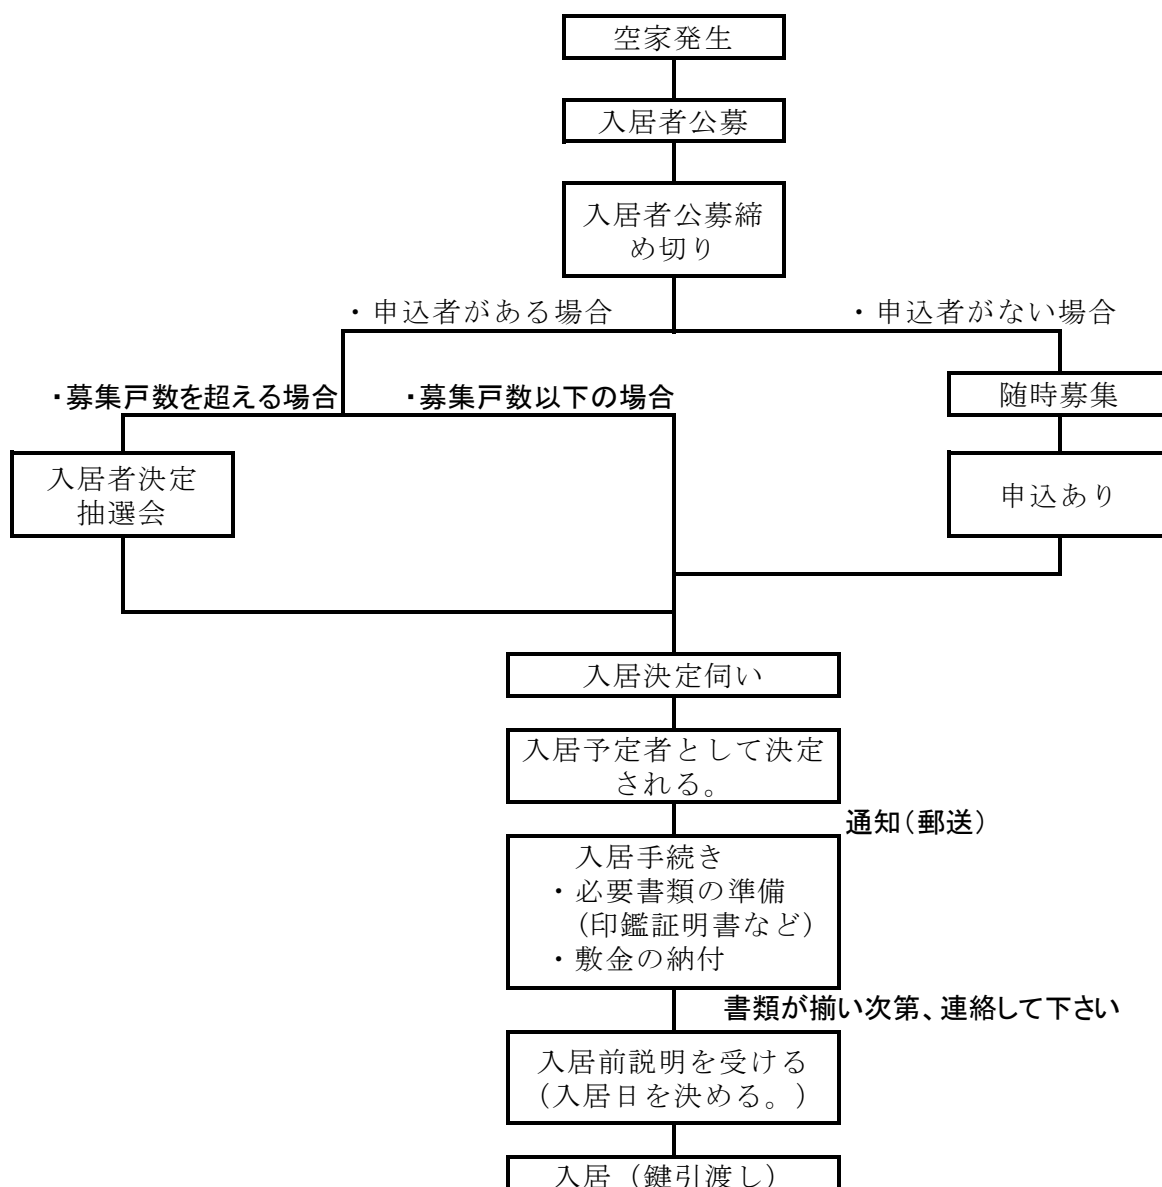 空家発生
入居者公募
入居者公募締
め切り
・申込者がある場合
・申込者がない場合
・募集戸数を超える場合
・募集戸数以下の場合
随時募集
入居者決定
抽選会
申込あり
入居決定伺い
入居予定者として決定
される。
通知(郵送)
入居手続き
・必要書類の準備
(印鑑証明書など)
・敷金の納付
書類が揃い次第、連絡して下さい
入居前説明を受ける
(入居日を決める。)
入居(鍵引渡し)